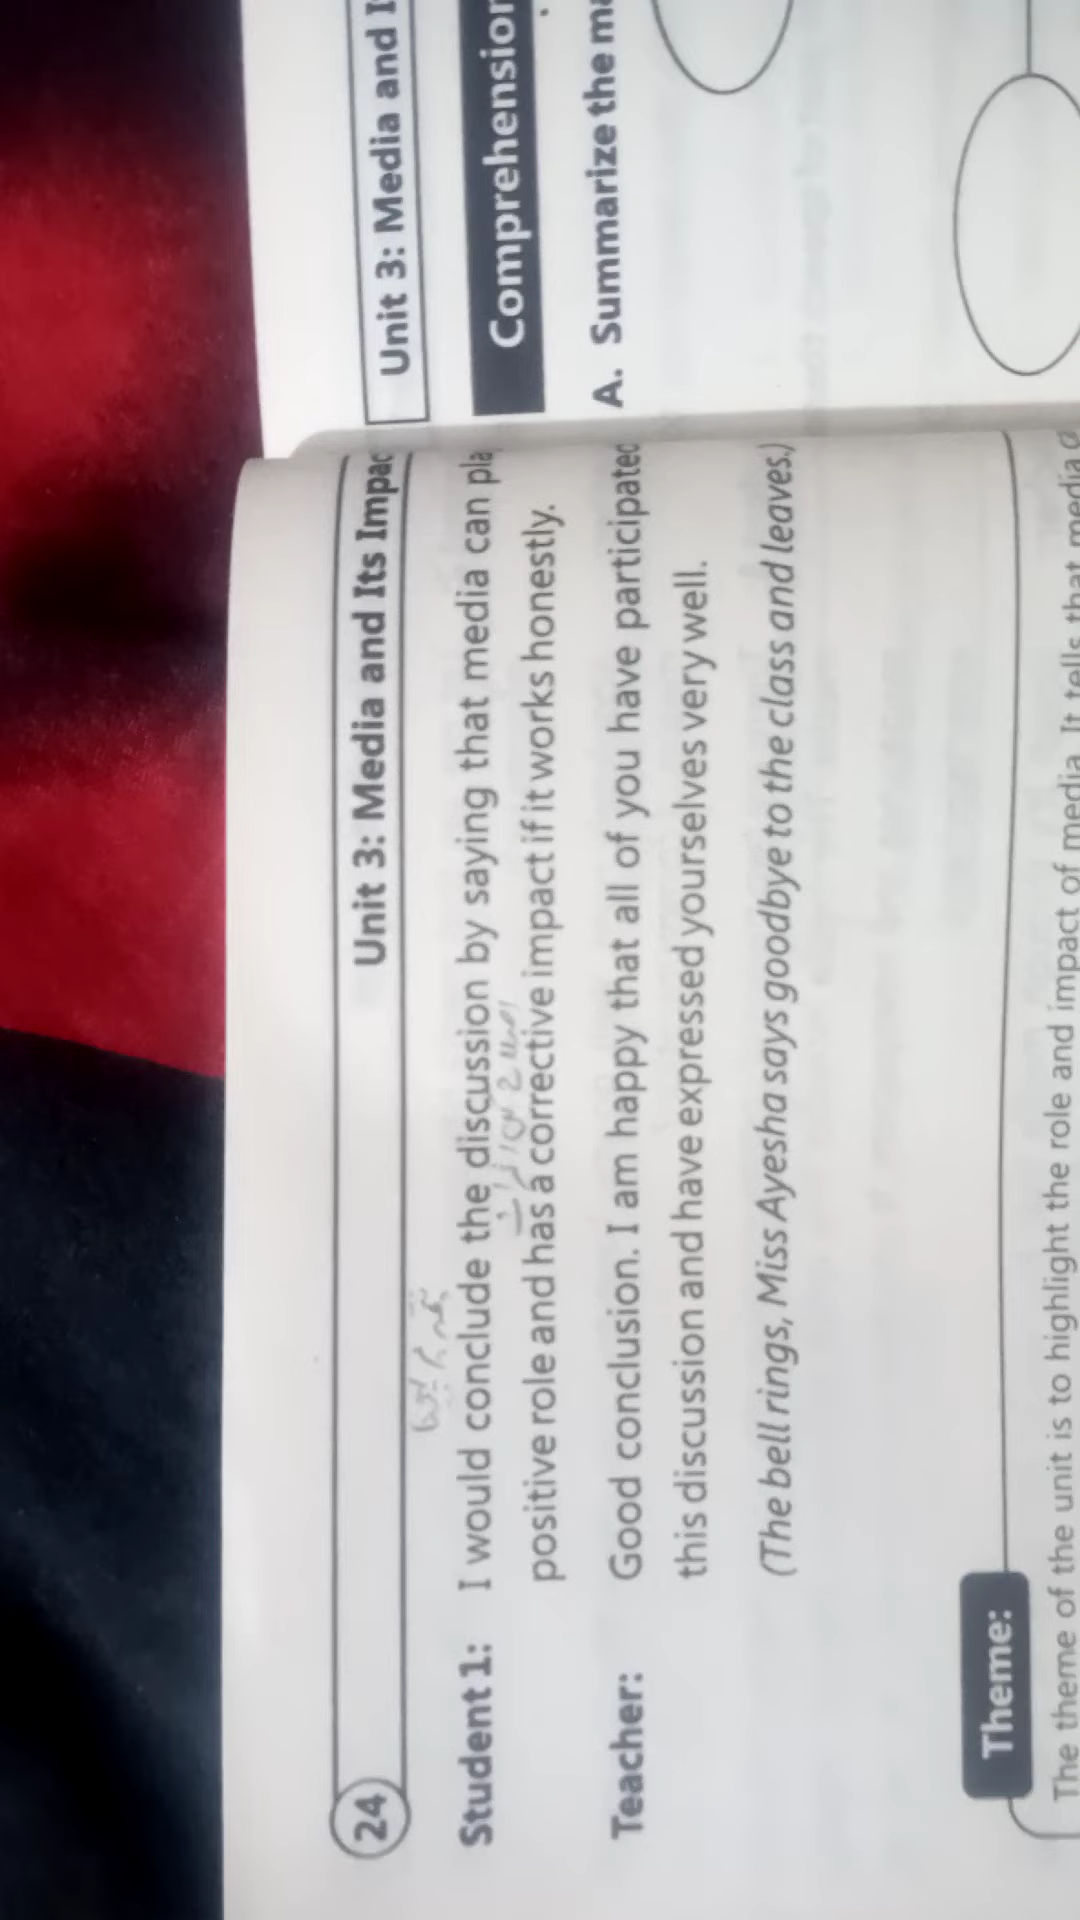 24
Unit 3: Media and Its Impac
Student 1: I would conclude the discussion by saying that media can pla
positive role and has a corrective impact if it works honestly.
Teacher: Good conclusion. I am happy that all of you have participated
this discussion and have expressed yourselves very well.
(The bell rings, Miss Ayesha says goodbye to the class and leaves.)
Theme:
The theme of the unit is to highlight the role and impact of media. It tells that media
Unit 3: Media and I
Comprehension
A. Summarize the ma